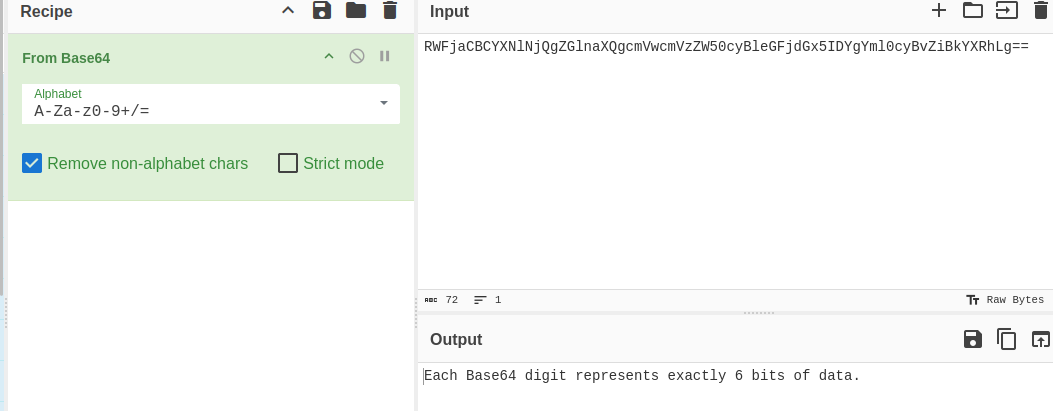 Recipe
From Base64
Alphabet
A-Za-z0-9+/=
Remove non-alphabet chars
Strict mode
Input
RWFjaCBCYXNlNjQgZGlnaXQgcmVwcmVzZW50cyBleGFjdGx5IDYgYml0cyBvZiBkYXRhLg==
ABC 72 1
Tt Raw Bytes
Output
Each Base64 digit represents exactly 6 bits of data.